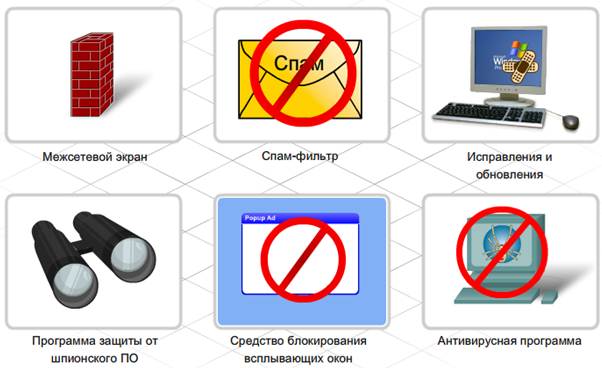 Спам
Windows
Межсетевой экран
Спам-фильтр
Исправления и
обновления
Popup Ad
Программа защиты от
шпионского ПО
Средство блокирования
всплывающих окон
Антивирусная программа